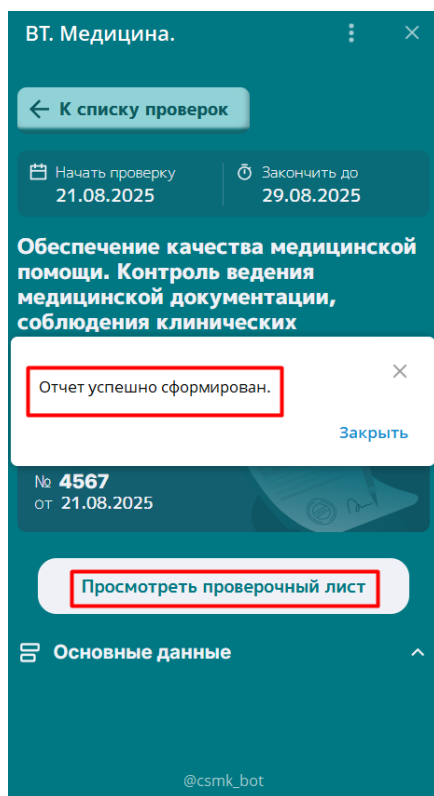 ВТ. Медицина.
К списку проверок
Начать проверку
21.08.2025
Закончить до
29.08.2025
Обеспечение качества медицинской
помощи. Контроль ведения
медицинской документации,
соблюдения клинических
Отчет успешно сформирован.
Закрыть
№ 4567
от 21.08.2025
Просмотреть проверочный лист
Основные данные
@csmk_bot